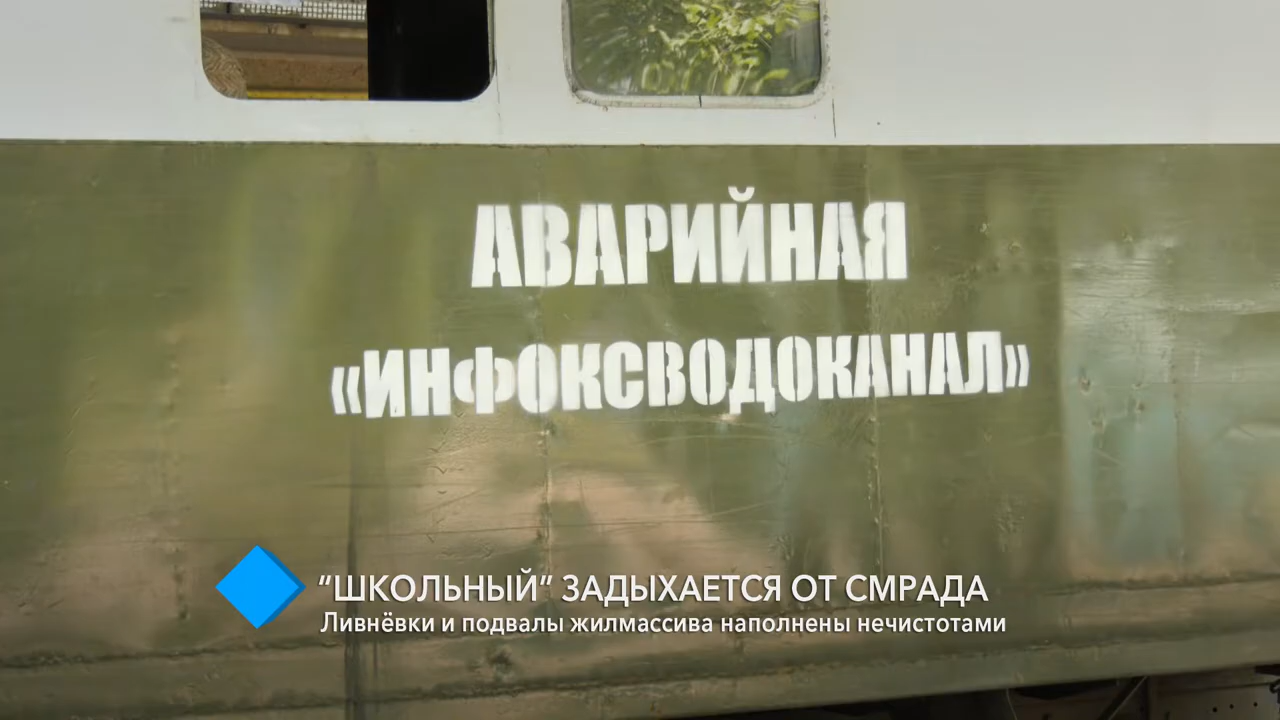 АВАРИЙНАЯ
«ИНФОКСВОДОКАНАЛ»
“ШКОЛЬНЫЙ“ ЗАДЫХАЕТСЯ ОТ СМРАДА
Ливнёвки и подвалы жилмассива наполнены нечистотами